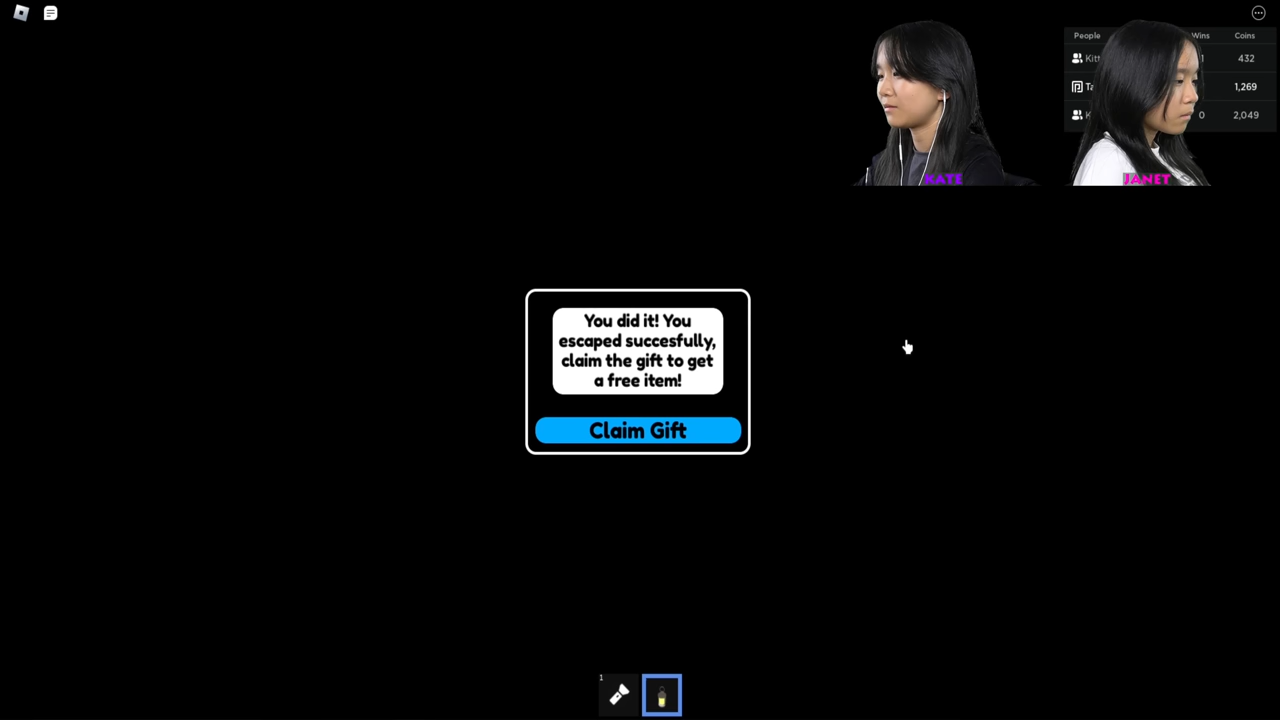 People Wins Coins
432
1,269
0 2,049
KATE
JANET
You did it! You
escaped succesfully,
claim the gift to get
a free item!
Claim Gift
1